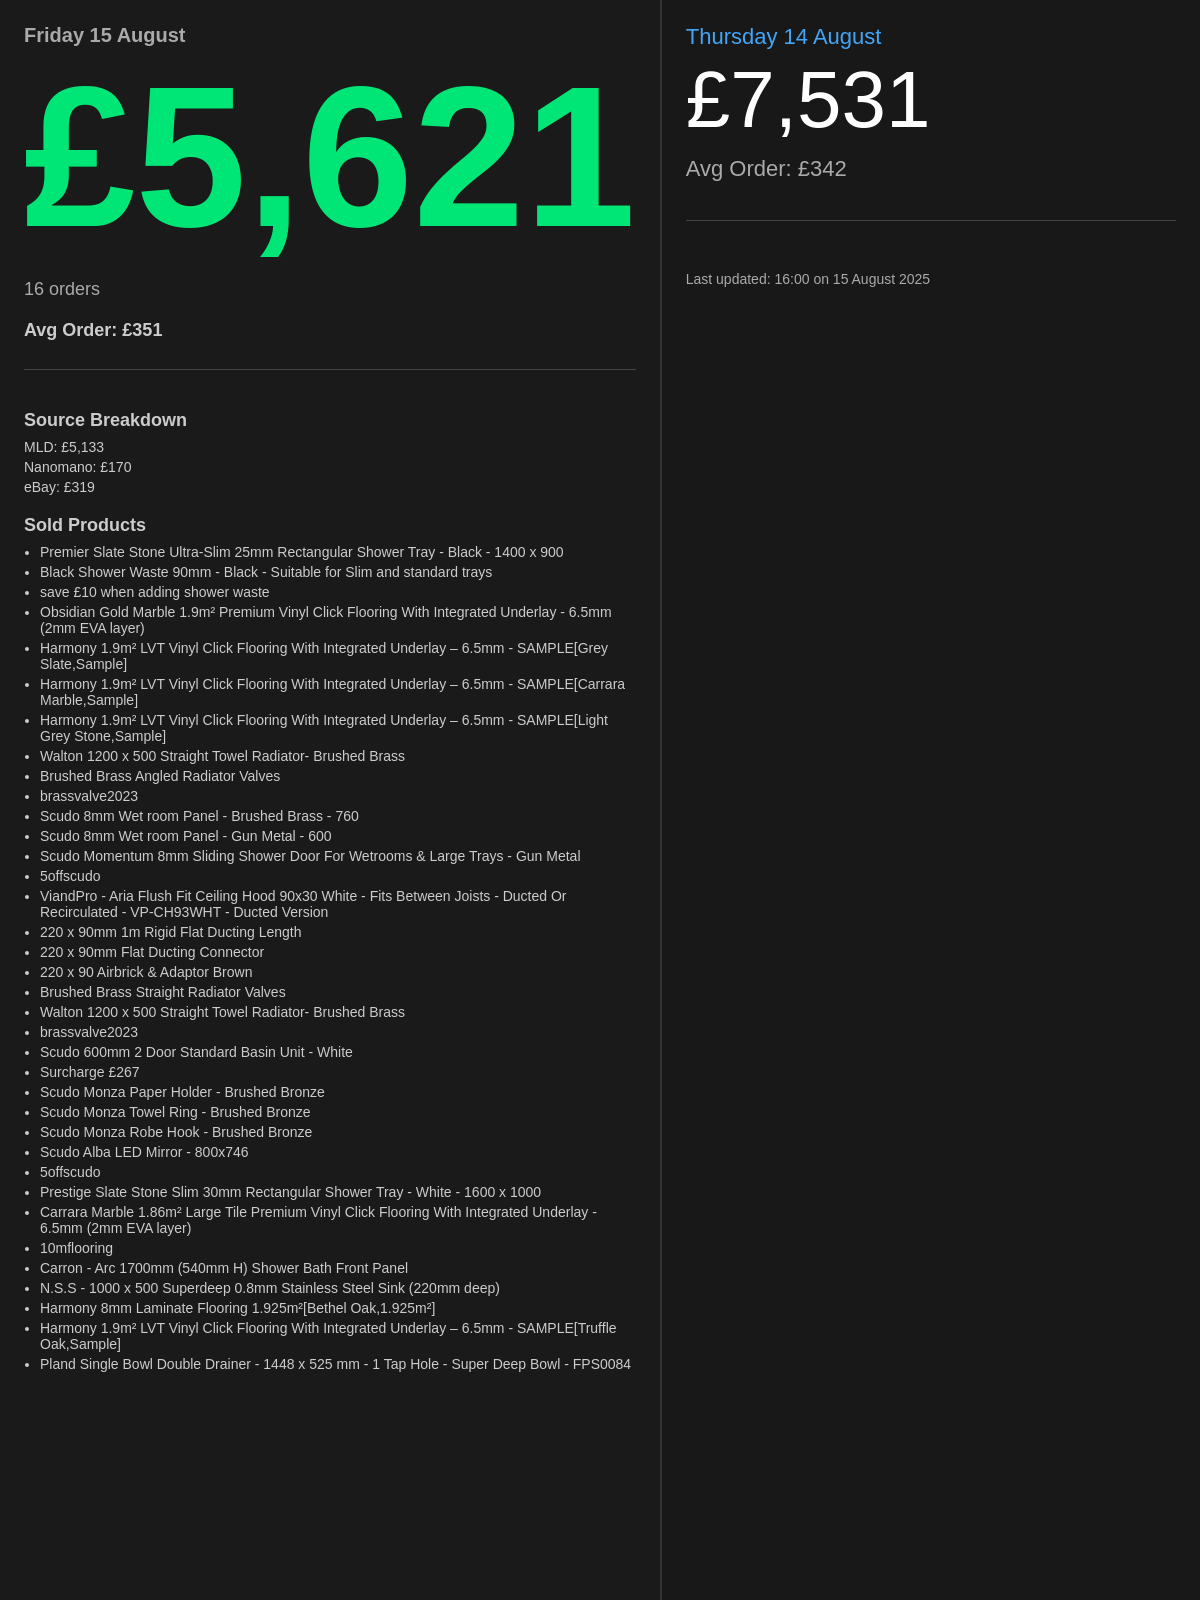 Friday 15 August
£5,621
16 orders
Avg Order: £351
Source Breakdown
MLD: £5,133
Nanomano: £170
eBay: £319
Sold Products
• Premier Slate Stone Ultra-Slim 25mm Rectangular Shower Tray - Black - 1400 x 900
• Black Shower Waste 90mm - Black - Suitable for Slim and standard trays
• save £10 when adding shower waste
• Obsidian Gold Marble 1.9m² Premium Vinyl Click Flooring With Integrated Underlay - 6.5mm
(2mm EVA layer)
• Harmony 1.9m² LVT Vinyl Click Flooring With Integrated Underlay – 6.5mm - SAMPLE[Grey
Slate,Sample]
• Harmony 1.9m² LVT Vinyl Click Flooring With Integrated Underlay – 6.5mm - SAMPLE[Carrara
Marble,Sample]
• Harmony 1.9m² LVT Vinyl Click Flooring With Integrated Underlay – 6.5mm - SAMPLE[Light
Grey Stone,Sample]
• Walton 1200 x 500 Straight Towel Radiator- Brushed Brass
• Brushed Brass Angled Radiator Valves
• brassvalve2023
• Scudo 8mm Wet room Panel - Brushed Brass - 760
• Scudo 8mm Wet room Panel - Gun Metal - 600
• Scudo Momentum 8mm Sliding Shower Door For Wetrooms & Large Trays - Gun Metal
• 5offscudo
• ViandPro - Aria Flush Fit Ceiling Hood 90x30 White - Fits Between Joists - Ducted Or
Recirculated - VP-CH93WHT - Ducted Version
• 220 x 90mm 1m Rigid Flat Ducting Length
• 220 x 90mm Flat Ducting Connector
• 220 x 90 Airbrick & Adaptor Brown
• Brushed Brass Straight Radiator Valves
• Walton 1200 x 500 Straight Towel Radiator- Brushed Brass
• brassvalve2023
• Scudo 600mm 2 Door Standard Basin Unit - White
• Surcharge £267
• Scudo Monza Paper Holder - Brushed Bronze
• Scudo Monza Towel Ring - Brushed Bronze
• Scudo Monza Robe Hook - Brushed Bronze
• Scudo Alba LED Mirror - 800x746
• 5offscudo
• Prestige Slate Stone Slim 30mm Rectangular Shower Tray - White - 1600 x 1000
• Carrara Marble 1.86m² Large Tile Premium Vinyl Click Flooring With Integrated Underlay -
6.5mm (2mm EVA layer)
• 10mflooring
• Carron - Arc 1700mm (540mm H) Shower Bath Front Panel
• N.S.S - 1000 x 500 Superdeep 0.8mm Stainless Steel Sink (220mm deep)
• Harmony 8mm Laminate Flooring 1.925m²[Bethel Oak,1.925m²]
• Harmony 1.9m² LVT Vinyl Click Flooring With Integrated Underlay – 6.5mm - SAMPLE[Truffle
Oak,Sample]
• Pland Single Bowl Double Drainer - 1448 x 525 mm - 1 Tap Hole - Super Deep Bowl - FPS0084
Thursday 14 August
£7,531
Avg Order: £342
Last updated: 16:00 on 15 August 2025